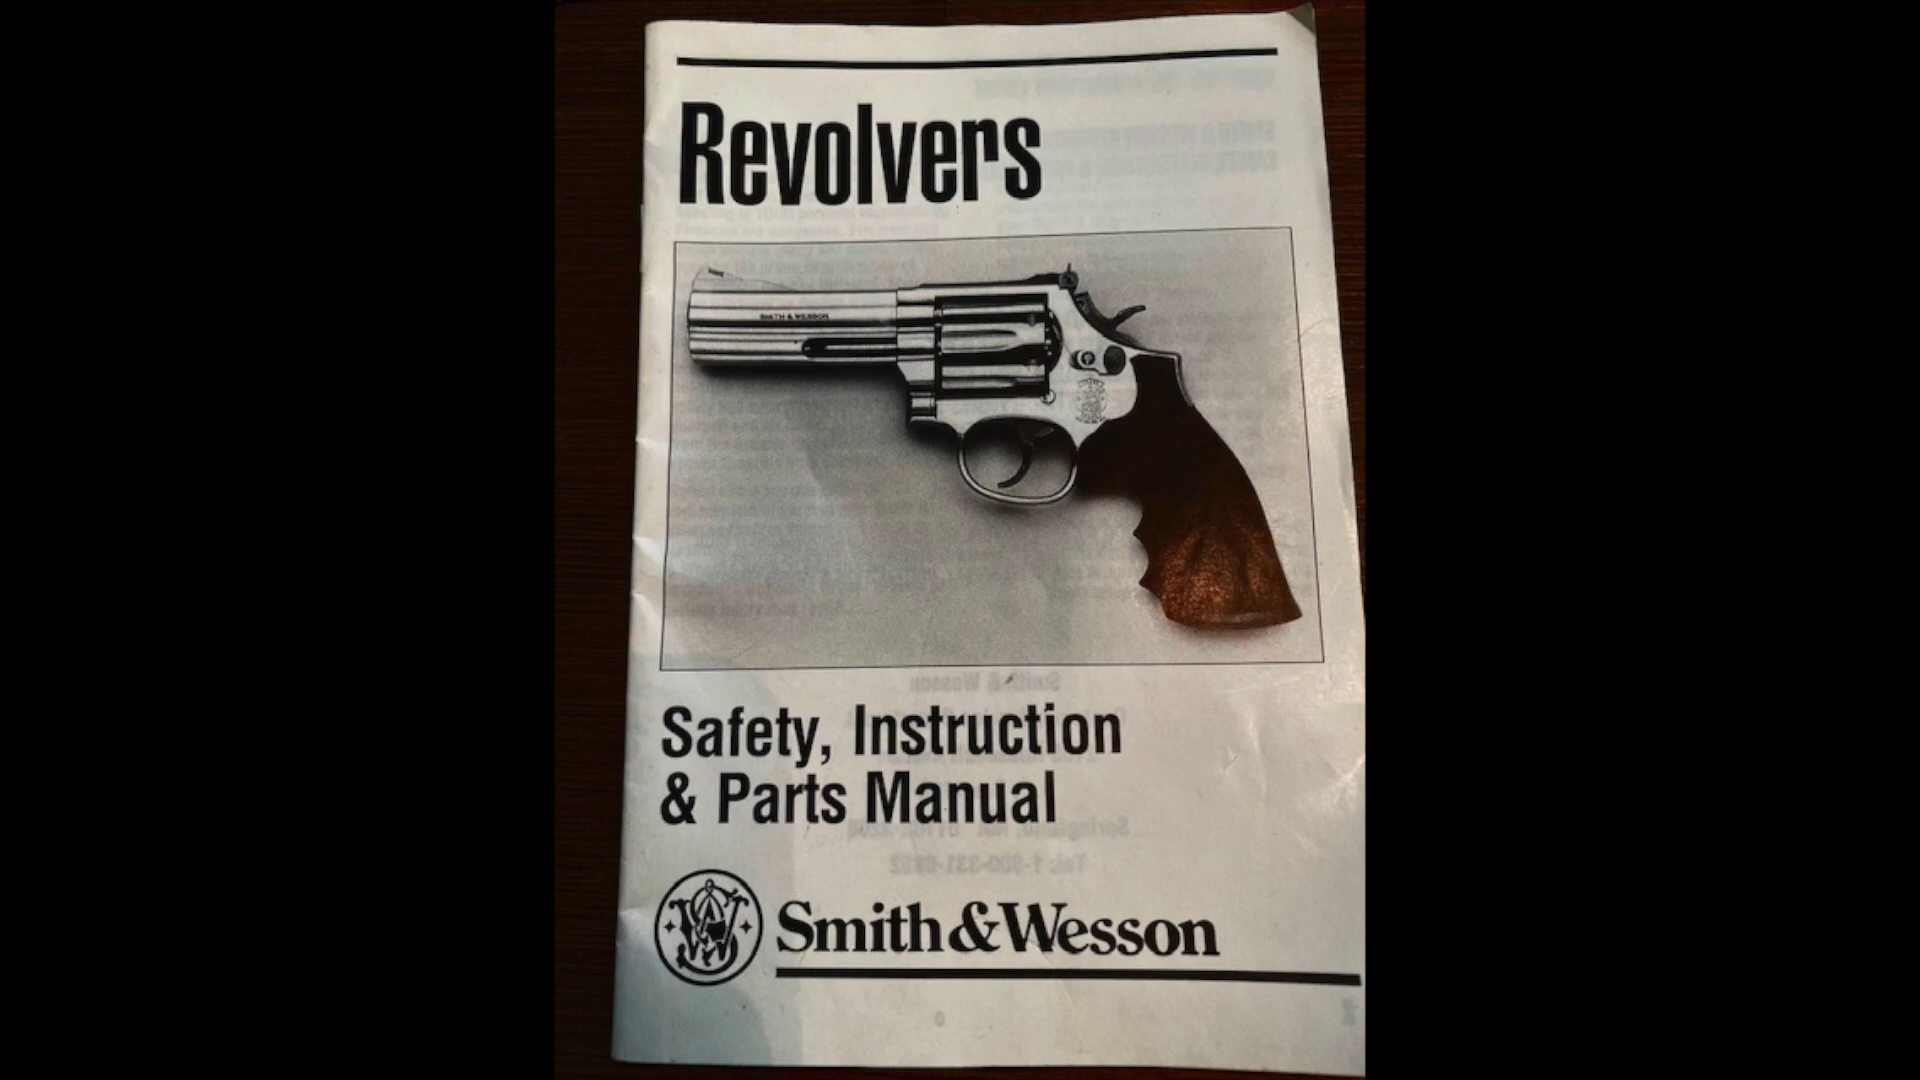 Revolvers
SMITH & WESSON
Safety, Instruction
& Parts Manual
Smith & Wesson